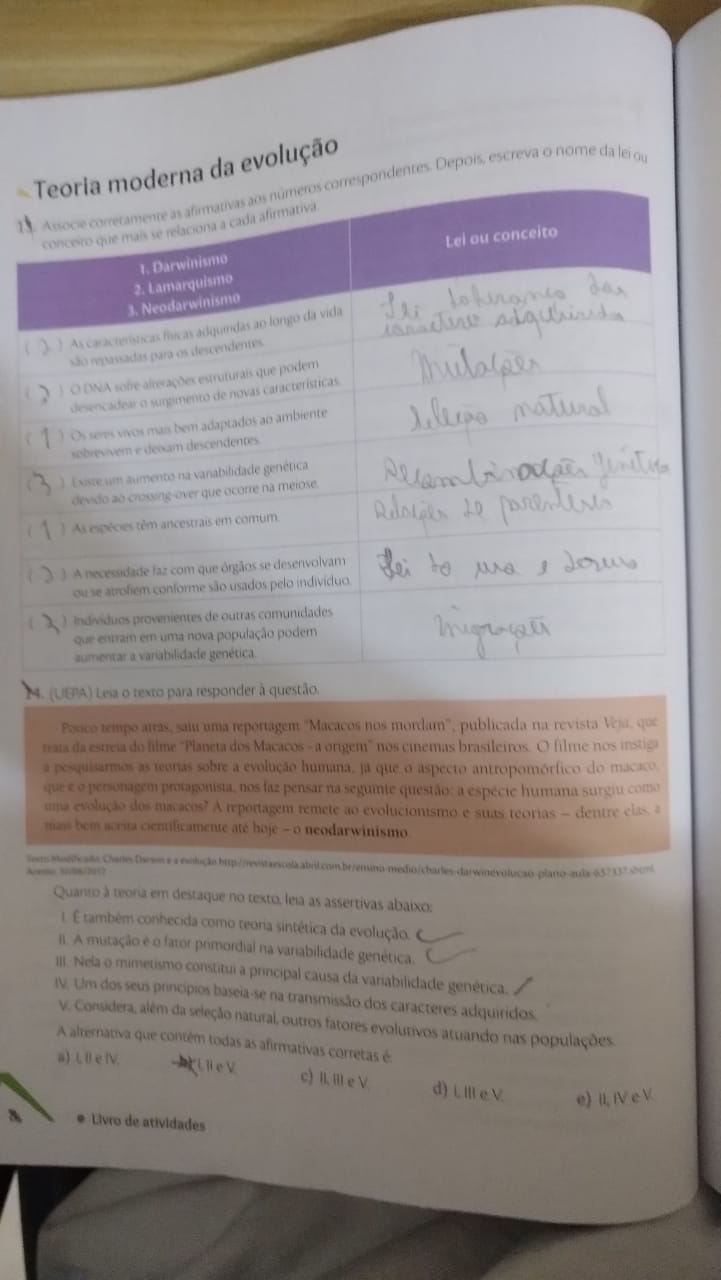 Teoria moderna da evolução
13. Associe corretamente as afirmativas aos números correspondentes. Depois, escreva o nome da lei ou
conceito que mais se relaciona a cada afirmativa.
1. Darwinismo
2. Lamarquismo
3. Neodarwinismo
Lei ou conceito
( 2 ) As características físicas adquiridas ao longo da vida
são repassadas para os descendentes.
Lei
adquirida
( 3 ) O DNA sofre alterações estruturais que podem
desencadear o surgimento de novas características.
Mutações
( 1 ) Os seres vivos mais bem adaptados ao ambiente
sobrevivem e deixam descendentes.
seleção natural
( 3 ) Existe um aumento na variabilidade genética
devido ao crossing-over que ocorre na meiose.
Recombinações genética
( 1 ) As espécies têm ancestrais em comum.
Relações de parentesco
( 2 ) A necessidade faz com que órgãos se desenvolvam
ou se atrofiem conforme são usados pelo indivíduo.
Lei do uso e desuso
( 3 ) Indivíduos provenientes de outras comunidades
que entram em uma nova população podem
aumentar a variabilidade genética.
migrações
14. (UEPA) Leia o texto para responder à questão.
Pouco tempo atrás, saiu uma reportagem "Macacos nos mordam", publicada na revista Veja, que
trata da estreia do filme "Planeta dos Macacos - a origem" nos cinemas brasileiros. O filme nos instiga
a pesquisarmos as teorias sobre a evolução humana, já que o aspecto antropomórfico do macaco,
que é o personagem protagonista, nos faz pensar na seguinte questão: a espécie humana surgiu como
uma evolução dos macacos? A reportagem remete ao evolucionismo e suas teorias – dentre elas, a
mais bem aceita cientificamente até hoje – o neodarwinismo.
Texto Modificado: Charles Darwin e a evolução http://revistaescola.abril.com.br/ensino-medio/charles-darwinevolucao-plano-aula-637337.shtml
Acesso: 30/08/2012
Quanto à teoria em destaque no texto, leia as assertivas abaixo:
I. É também conhecida como teoria sintética da evolução. C
II. A mutação é o fator primordial na variabilidade genética. C
III. Nela o mimetismo constitui a principal causa da variabilidade genética.
IV. Um dos seus princípios baseia-se na transmissão dos caracteres adquiridos.
V. Considera, além da seleção natural, outros fatores evolutivos atuando nas populações.
A alternativa que contém todas as afirmativas corretas é:
a) I, II e IV. b) I, II e V. c) II, III e V. d) I, III e V. e) II, IV e V.
Livro de atividades